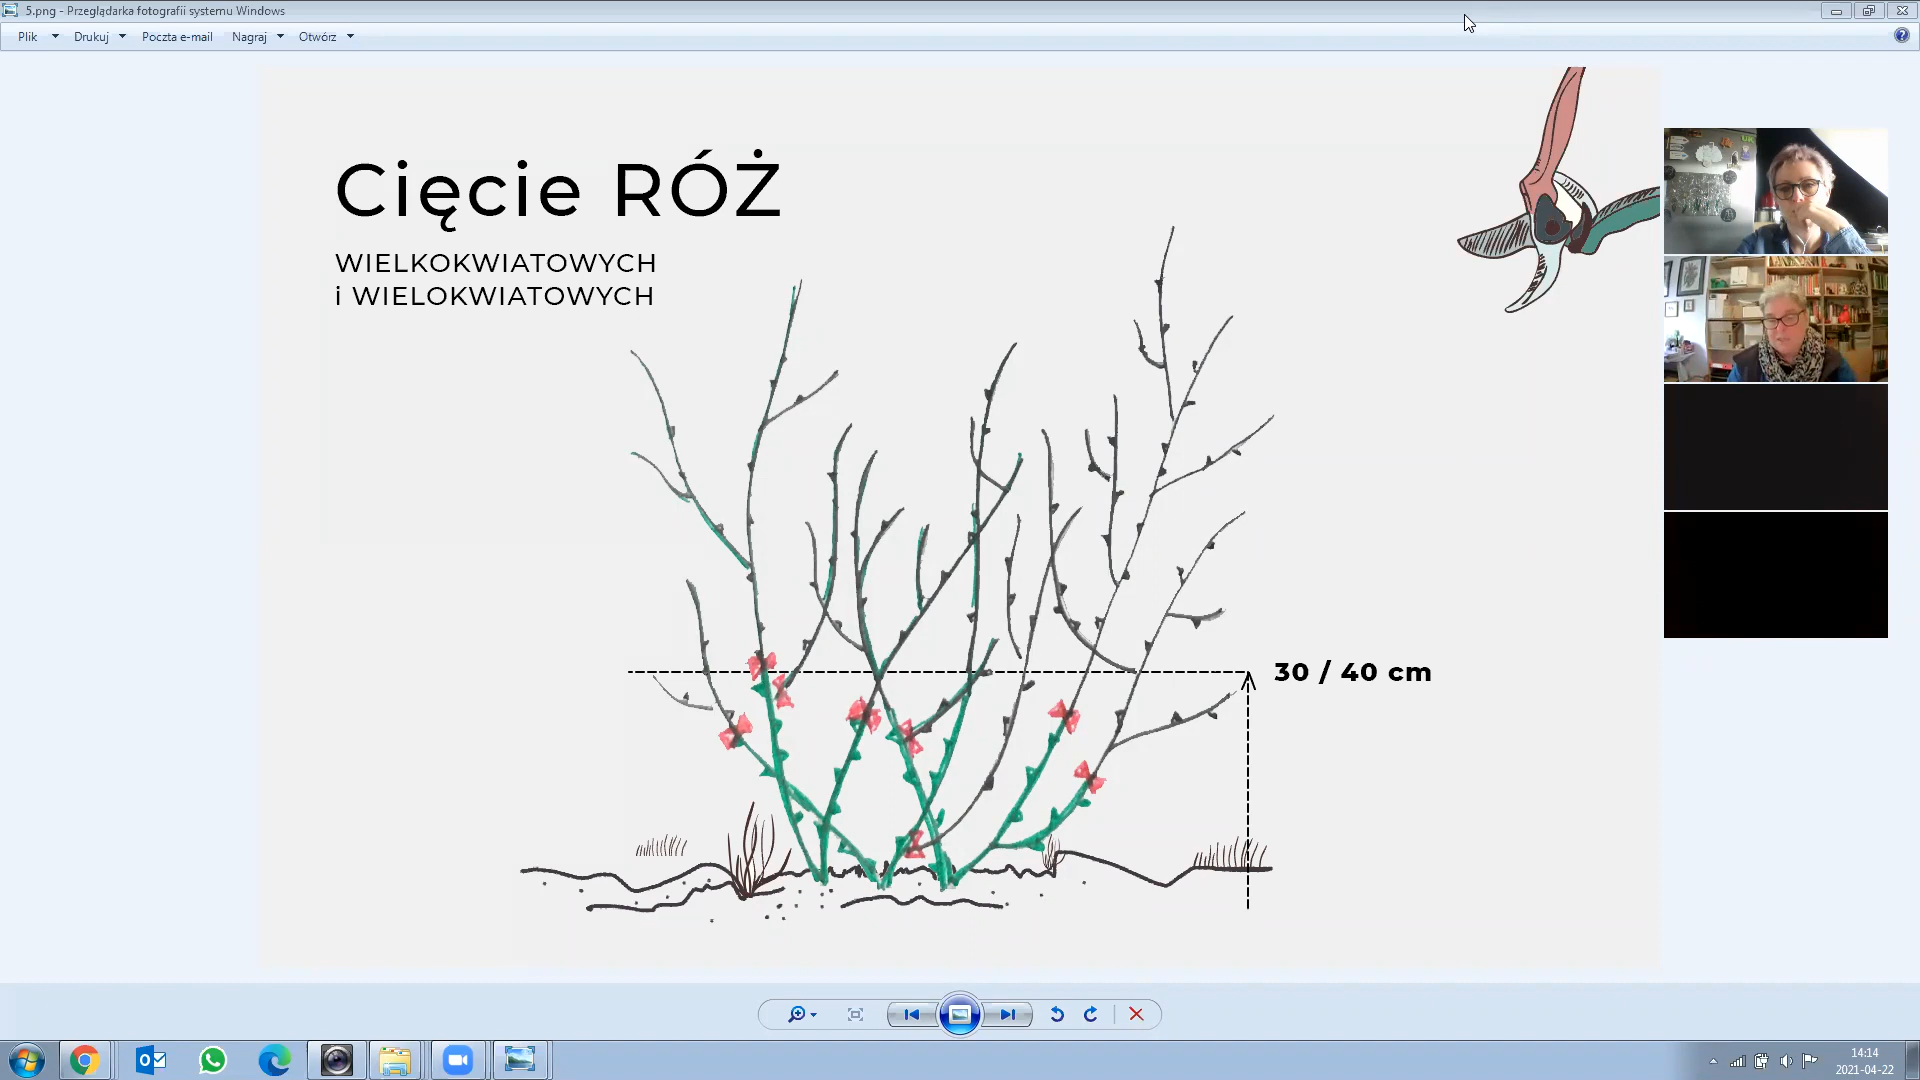 5.png - Przeglądarka fotografii systemu Windows
Plik Drukuj Poczta e-mail Nagraj Otwórz
Cięcie RÓŻ
WIELKOKWIATOWYCH
i WIELOKWIATOWYCH
30 / 40 cm
14:14
2021-04-22